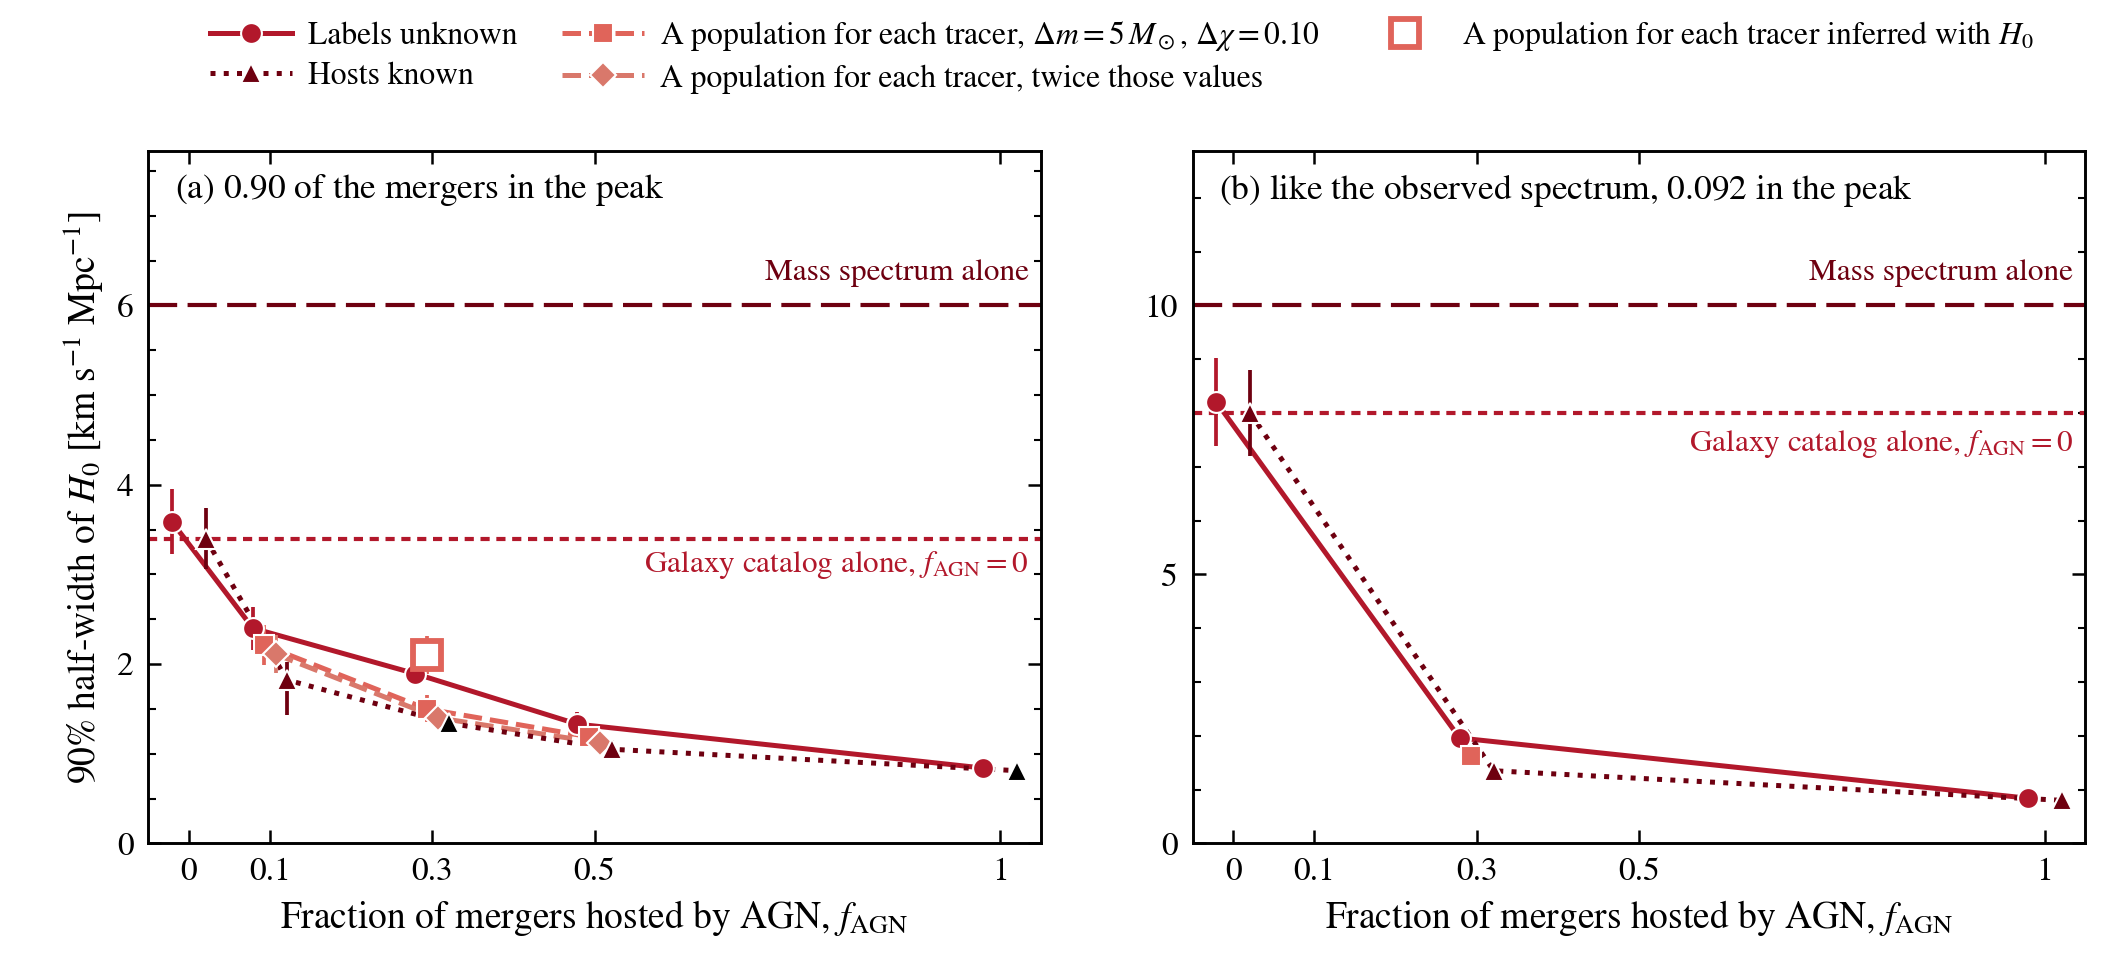 Labels unknown
Hosts known
A population for each tracer, Δm = 5 M⊙, Δχ = 0.10
A population for each tracer, twice those values
A population for each tracer inferred with H₀
90% half-width of H₀ [km s⁻¹ Mpc⁻¹]
(a) 0.90 of the mergers in the peak
Mass spectrum alone
Galaxy catalog alone, f_AGN = 0
6
4
2
0
0 0.1 0.3 0.5 1
Fraction of mergers hosted by AGN, f_AGN
(b) like the observed spectrum, 0.092 in the peak
Mass spectrum alone
Galaxy catalog alone, f_AGN = 0
10
5
0
0 0.1 0.3 0.5 1
Fraction of mergers hosted by AGN, f_AGN